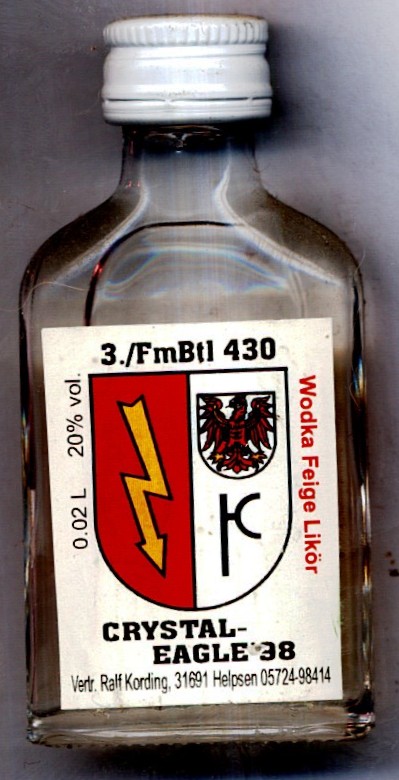 3./FmBtl 430
0.02 L 20% vol.
Wodka Feige Likör
CRYSTAL-
EAGLE'98
Vertr. Ralf Kording, 31691 Helpsen 05724-98414